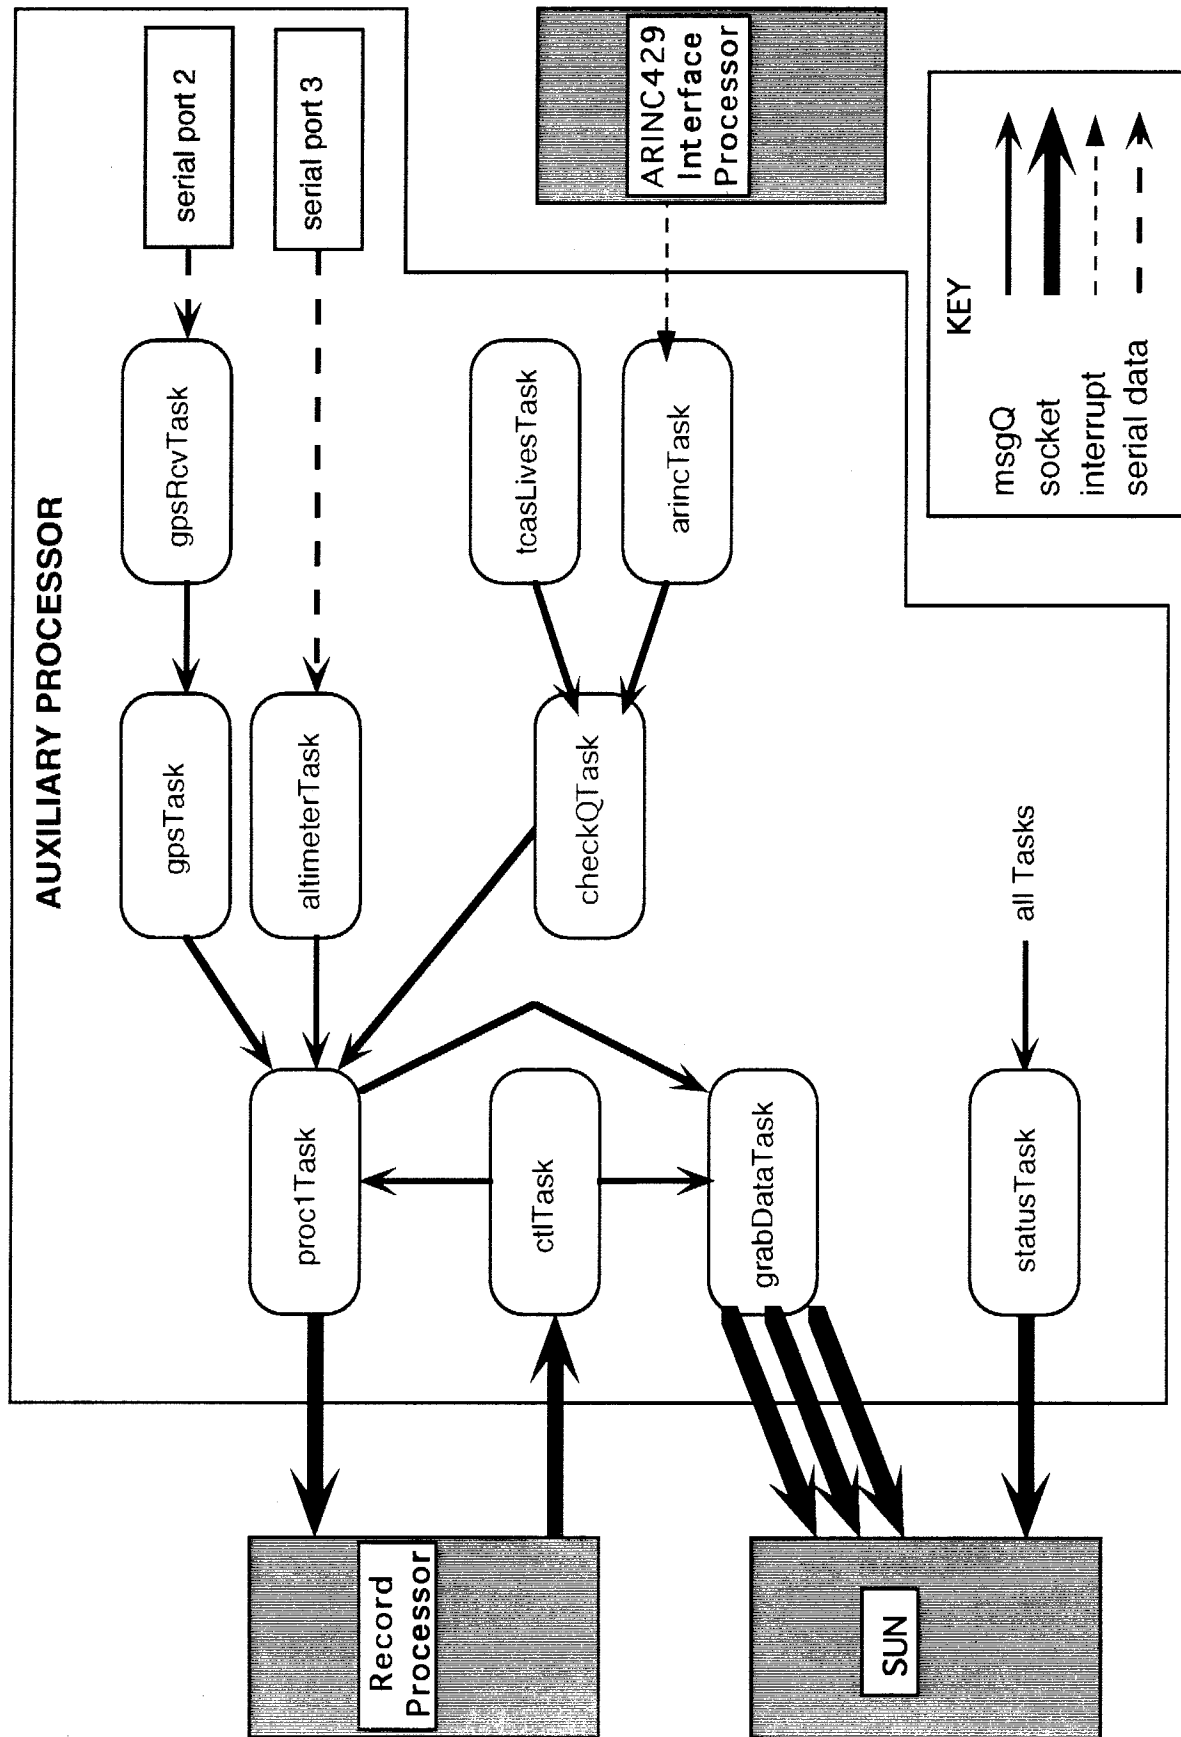 AUXILIARY PROCESSOR
serial port 2
serial port 3
gpsRcvTask
gpsTask
altimeterTask
tcasLivesTask
arincTask
checkQTask
proc1Task
ctlTask
grabDataTask
statusTask
all Tasks
ARINC429
Interface
Processor
Record
Processor
SUN
KEY
msgQ
socket
interrupt
serial data